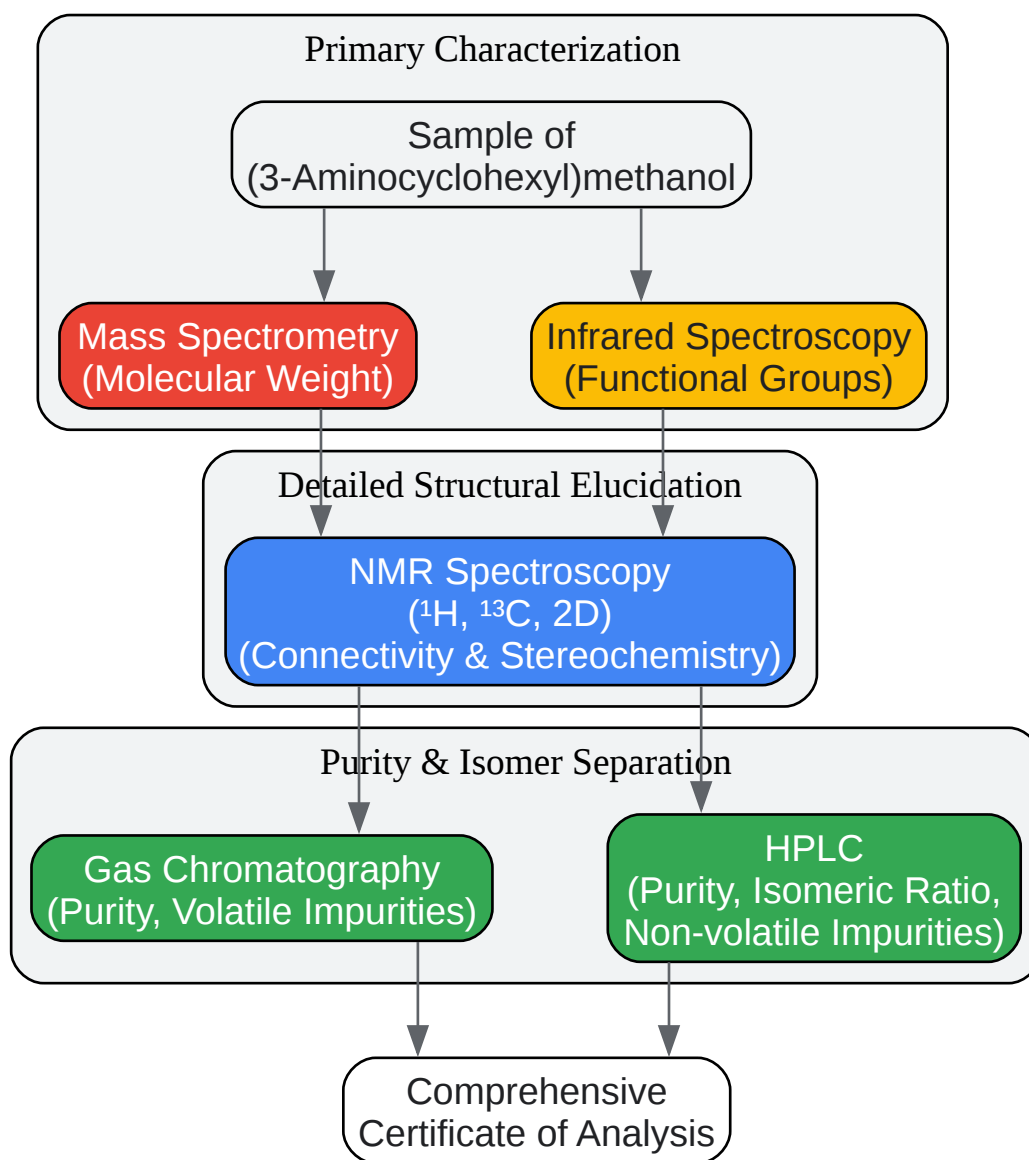 Primary Characterization
Sample of
(3-Aminocyclohexyl)methanol
Mass Spectrometry
(Molecular Weight)
Infrared Spectroscopy
(Functional Groups)
Detailed Structural Elucidation
NMR Spectroscopy
(¹H, ¹³C, 2D)
(Connectivity & Stereochemistry)
Purity & Isomer Separation
Gas Chromatography
(Purity, Volatile Impurities)
HPLC
(Purity, Isomeric Ratio,
Non-volatile Impurities)
Comprehensive
Certificate of Analysis